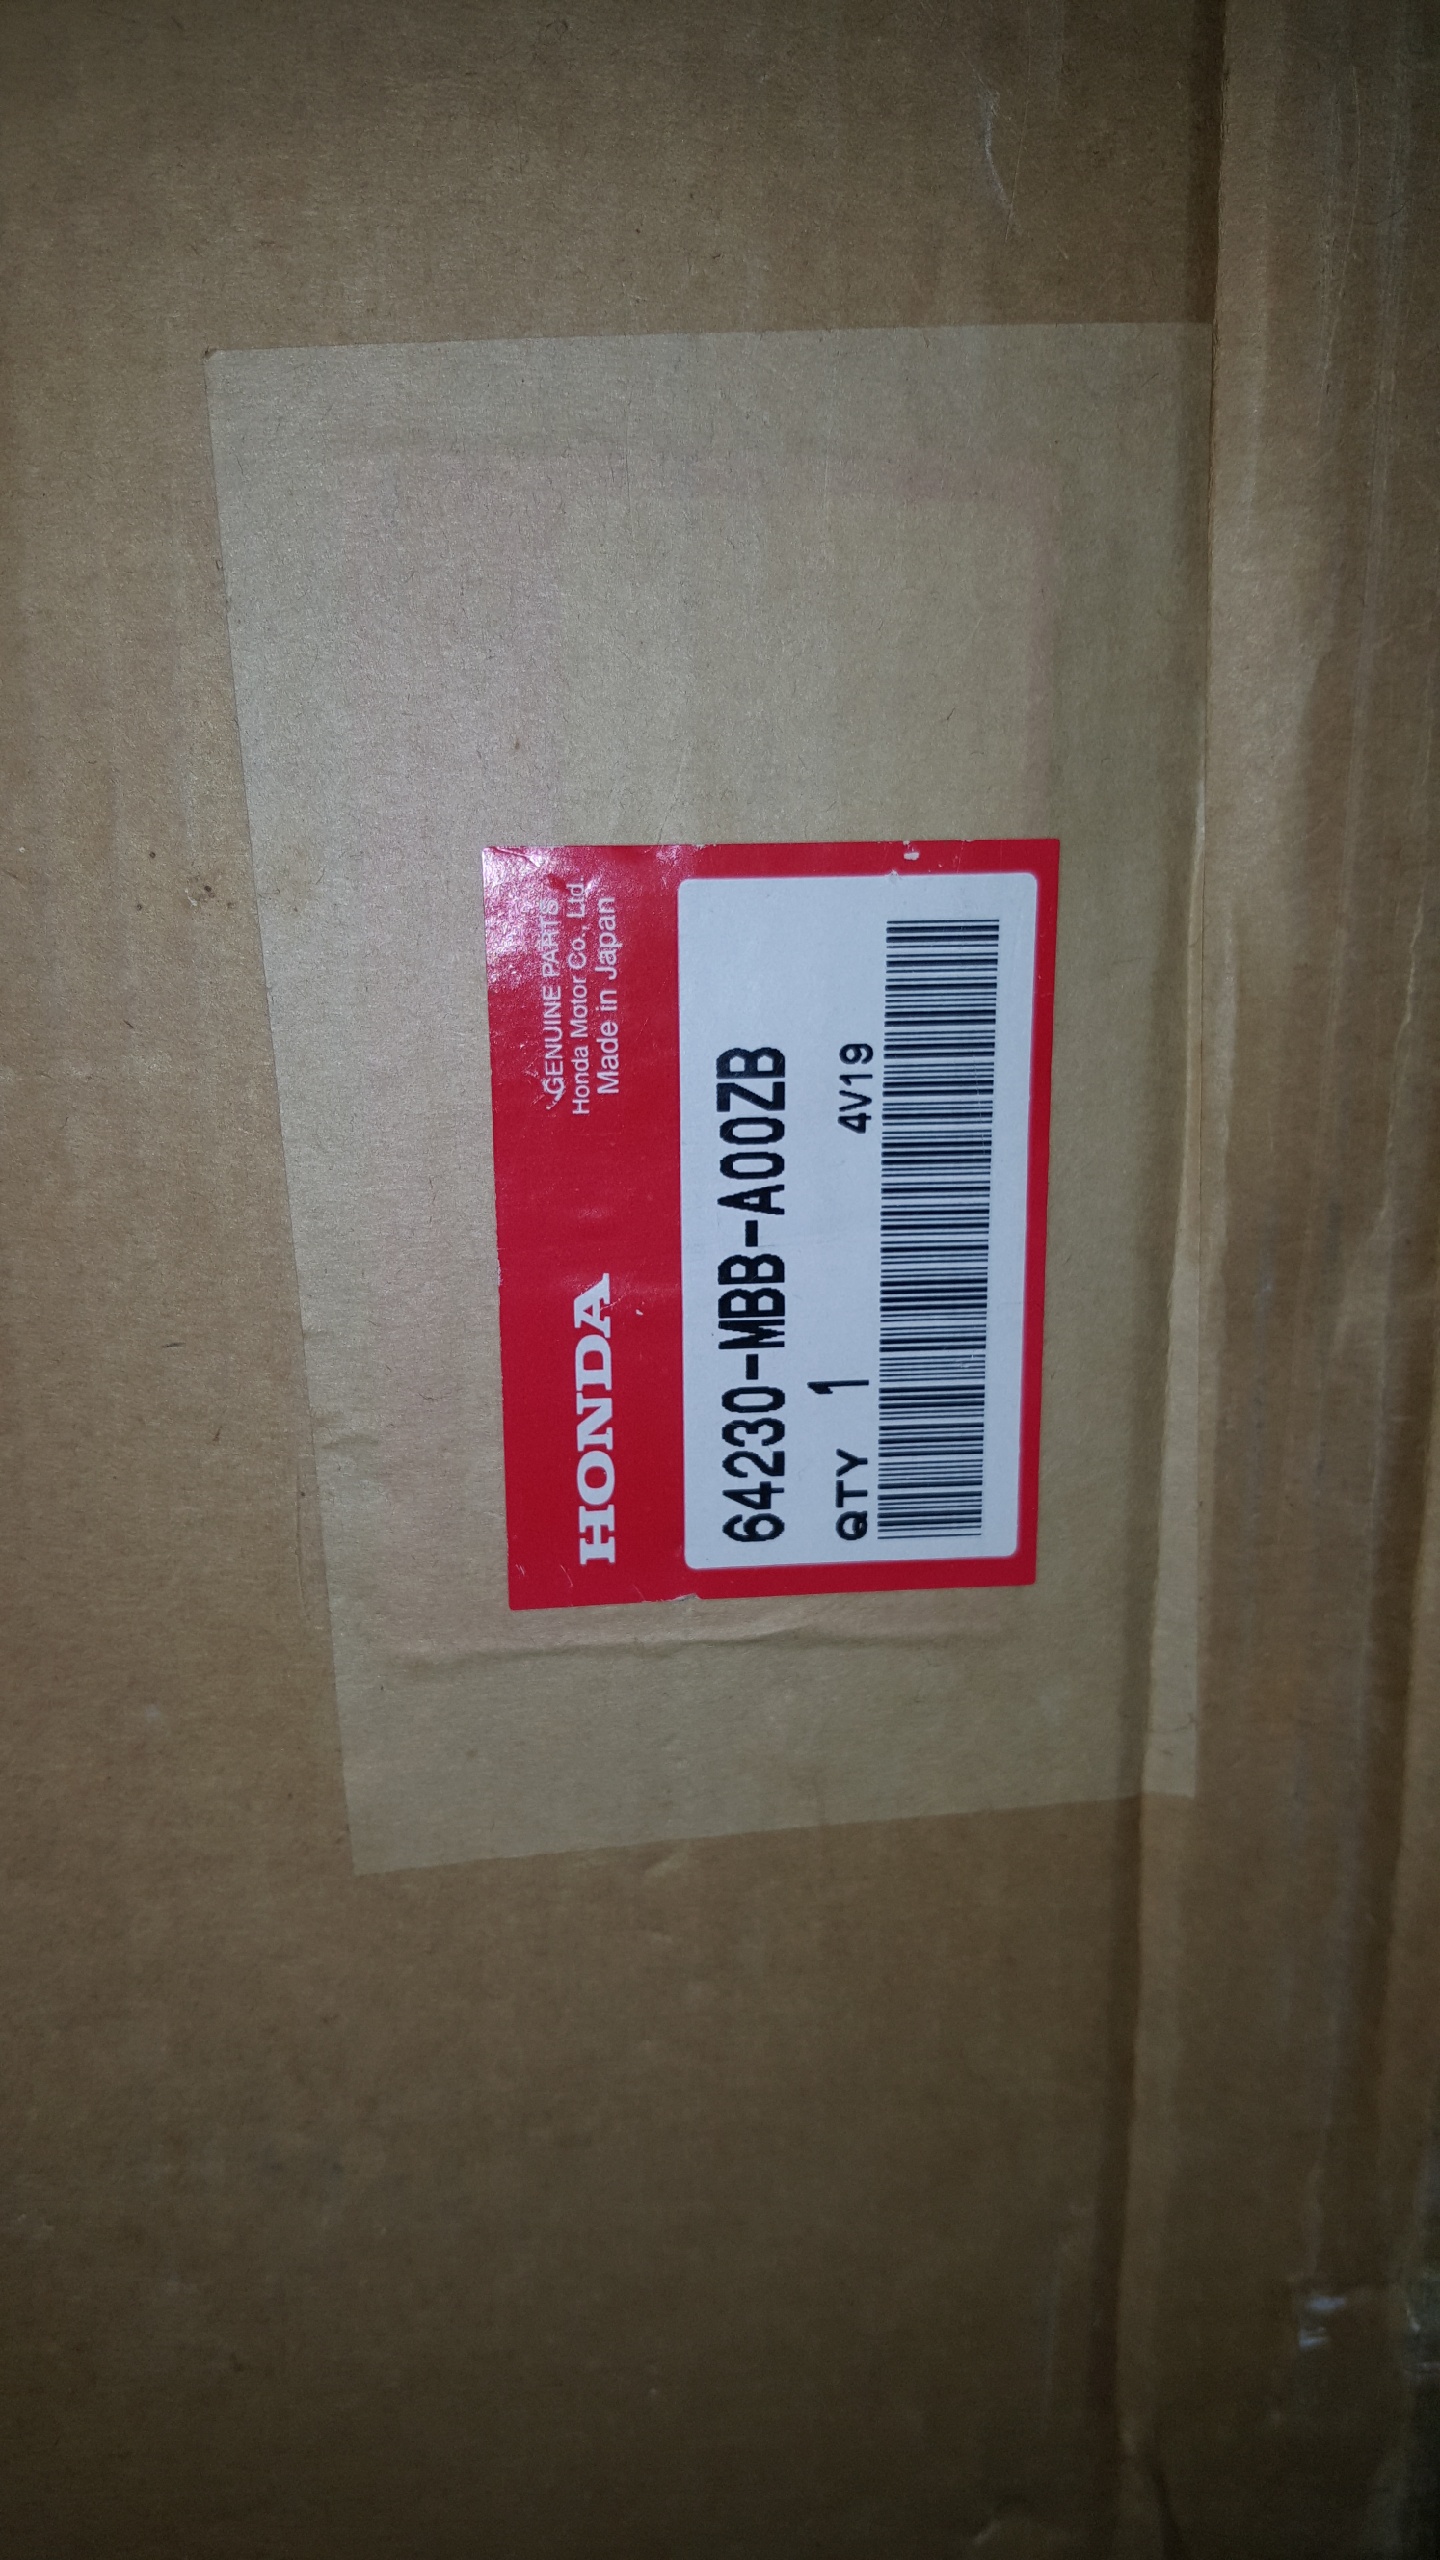 HONDA
GENUINE PARTS
Honda Motor Co., Ltd.
Made in Japan
64230-MBB-A00ZB
QTY 1 4V19